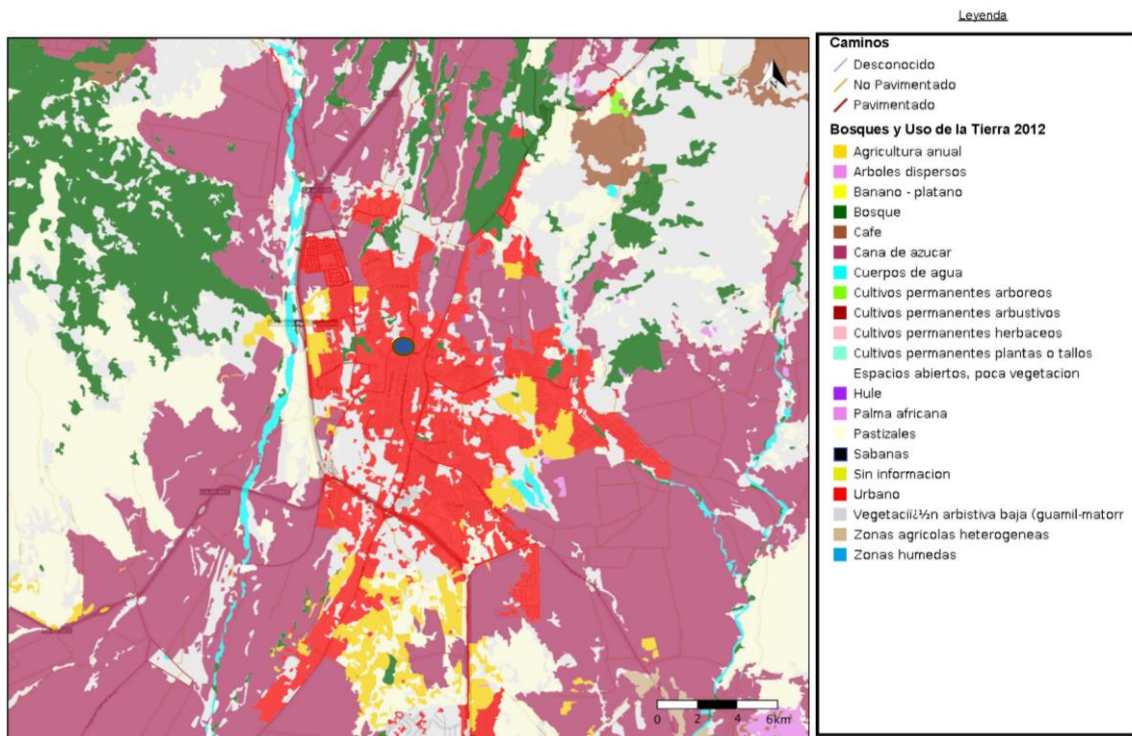 Leyenda
Caminos
Desconocido
No Pavimentado
Pavimentado
Bosques y Uso de la Tierra 2012
Agricultura anual
Arboles dispersos
Banano - platano
Bosque
Cafe
Cana de azucar
Cuerpos de agua
Cultivos permanentes arboreos
Cultivos permanentes arbustivos
Cultivos permanentes herbaceos
Cultivos permanentes plantas o tallos
Espacios abiertos, poca vegetacion
Hule
Palma africana
Pastizales
Sabanas
Sin informacion
Urbano
Vegetaciï¿½n arbistiva baja (guamil-matorr
Zonas agricolas heterogeneas
Zonas humedas
N
0 2 4 6km